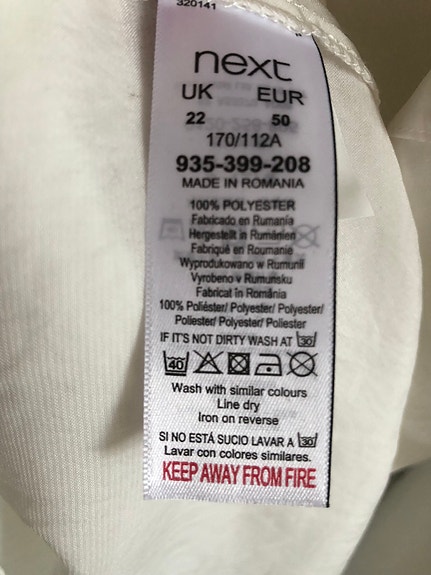 320141
next
UK EUR
22 50
170/112A
935-399-208
MADE IN ROMANIA
100% POLYESTER
Fabricado en Rumanía
Hergestellt in Rumänien
Fabriqué en Roumanie
Wyprodukowano w Rumunii
Vyrobeno v Rumunsku
Fabricat în România
100% Poliéster/ Polyester/ Polyester/
Poliester/ Polyester/ Poliester
IF IT'S NOT DIRTY WASH AT 30
40
Wash with similar colours
Line dry
Iron on reverse
SI NO ESTÁ SUCIO LAVAR A 30
Lavar con colores similares.
KEEP AWAY FROM FIRE